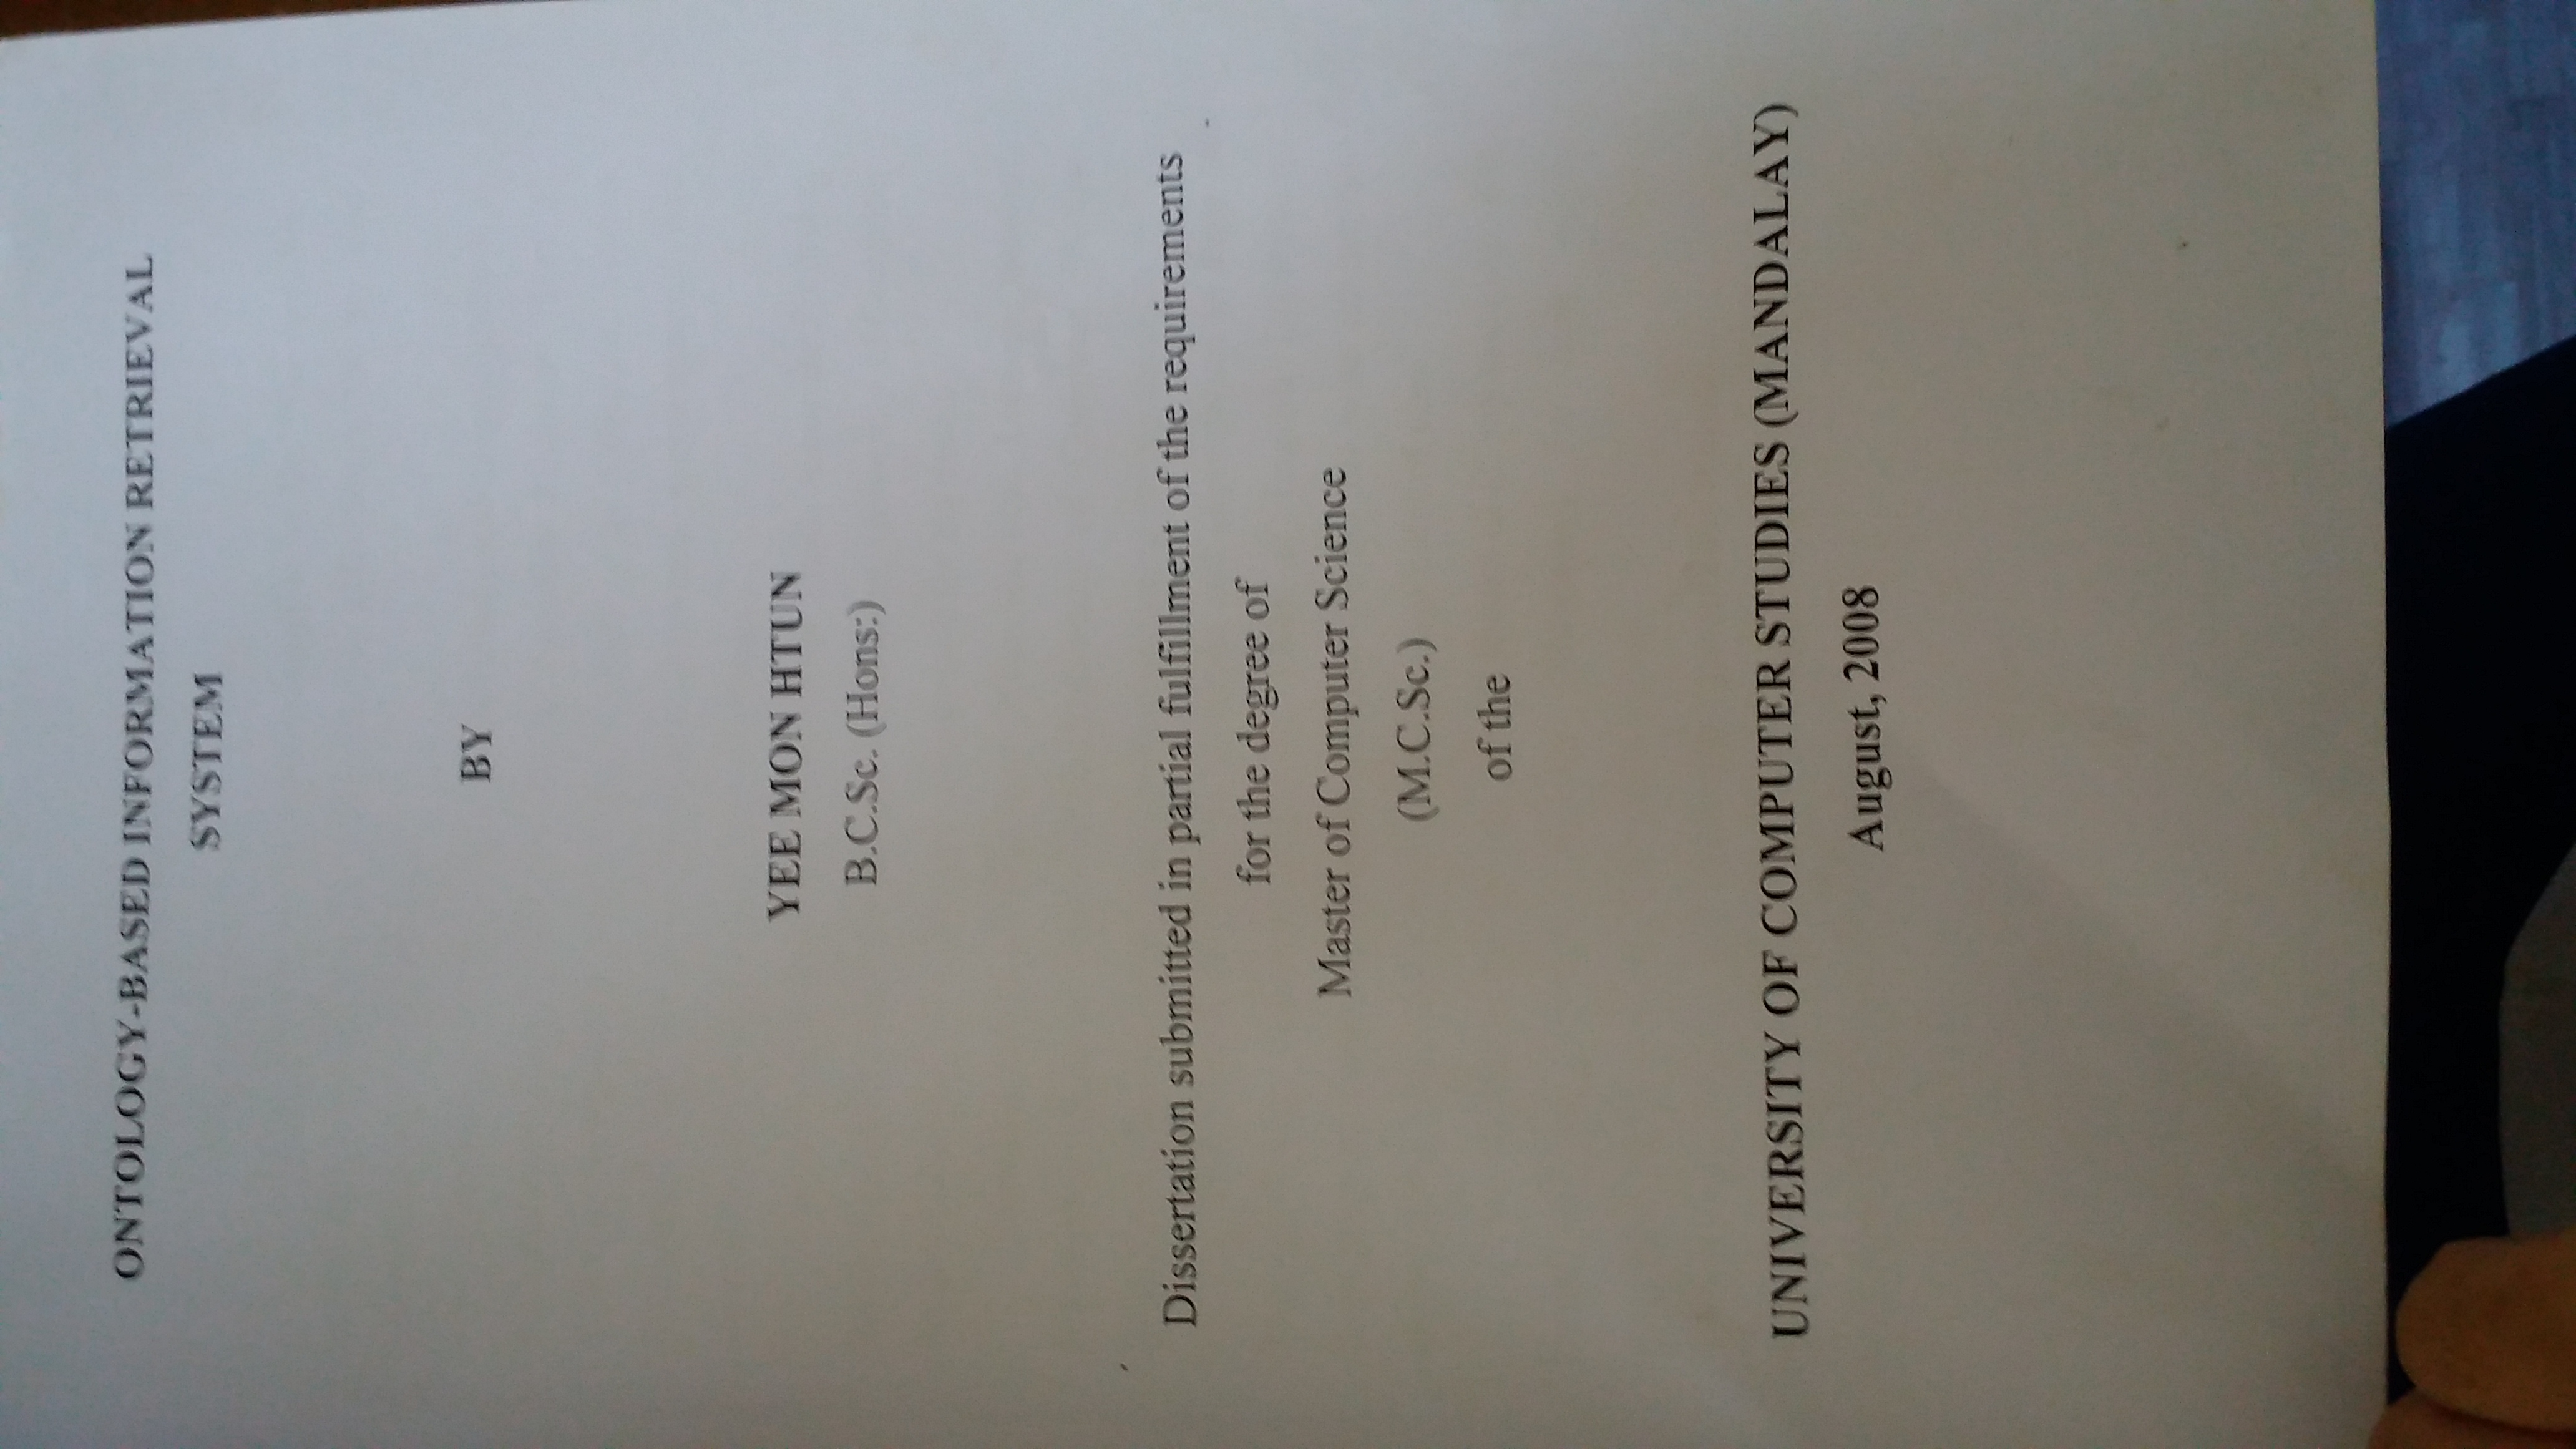 ONTOLOGY-BASED INFORMATION RETRIEVAL
SYSTEM
BY
YEE MON HTUN
B.C.Sc. (Hons:)
Dissertation submitted in partial fulfillment of the requirements
for the degree of
Master of Computer Science
(M.C.Sc.)
of the
UNIVERSITY OF COMPUTER STUDIES (MANDALAY)
August, 2008